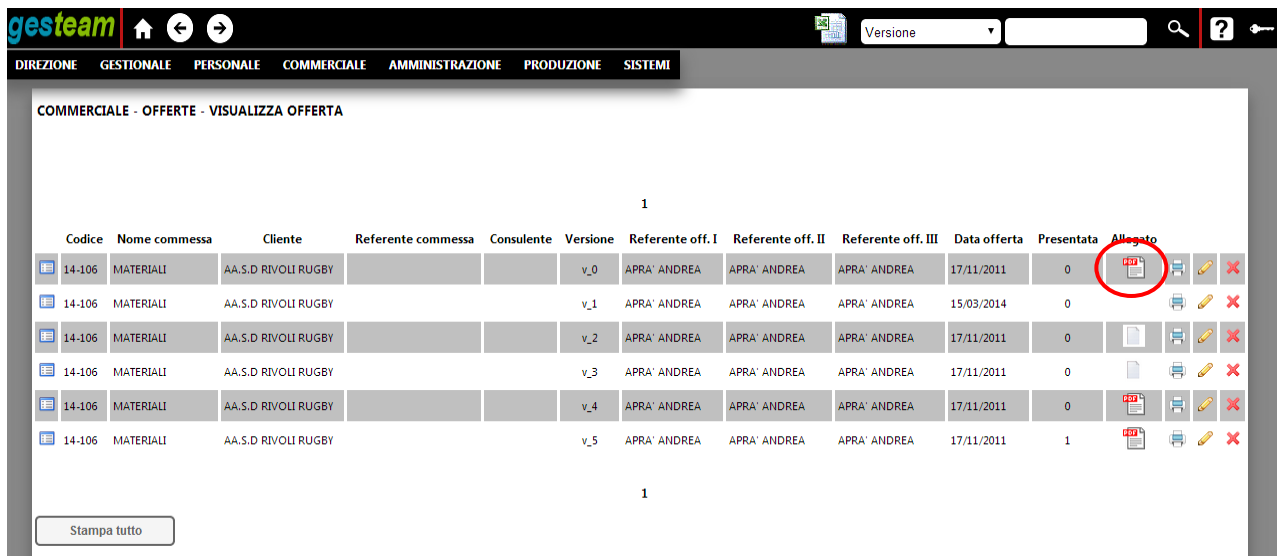 gesteam Versione ?
DIREZIONE GESTIONALE PERSONALE COMMERCIALE AMMINISTRAZIONE PRODUZIONE SISTEMI
COMMERCIALE - OFFERTE - VISUALIZZA OFFERTA
1
Codice Nome commessa Cliente Referente commessa Consulente Versione Referente off. I Referente off. II Referente off. III Data offerta Presentata Allegato
14-106 MATERIALI AA.S.D RIVOLI RUGBY v_0 APRA' ANDREA APRA' ANDREA APRA' ANDREA 17/11/2011 0 PDF
14-106 MATERIALI AA.S.D RIVOLI RUGBY v_1 APRA' ANDREA APRA' ANDREA APRA' ANDREA 15/03/2014 0
14-106 MATERIALI AA.S.D RIVOLI RUGBY v_2 APRA' ANDREA APRA' ANDREA APRA' ANDREA 17/11/2011 0
14-106 MATERIALI AA.S.D RIVOLI RUGBY v_3 APRA' ANDREA APRA' ANDREA APRA' ANDREA 17/11/2011 0
14-106 MATERIALI AA.S.D RIVOLI RUGBY v_4 APRA' ANDREA APRA' ANDREA APRA' ANDREA 17/11/2011 0 PDF
14-106 MATERIALI AA.S.D RIVOLI RUGBY v_5 APRA' ANDREA APRA' ANDREA APRA' ANDREA 17/11/2011 1 PDF
1
Stampa tutto